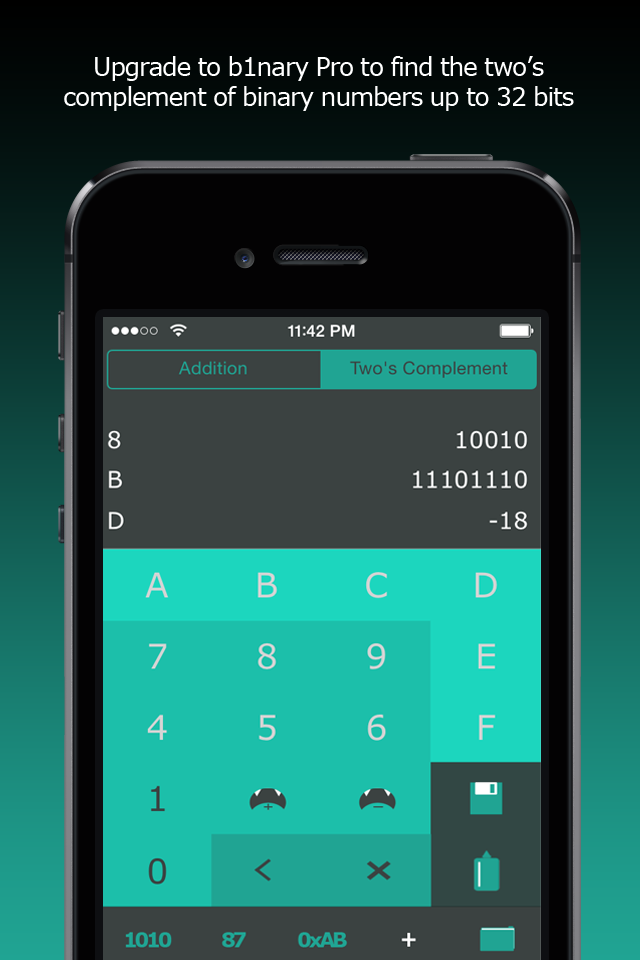 Upgrade to b1nary Pro to find the two’s
complement of binary numbers up to 32 bits
11:42 PM
Addition Two's Complement
8 10010
B 11101110
D -18
A B C D
7 8 9 E
4 5 6 F
1 + −
0 < ×
1010 87 0xAB +